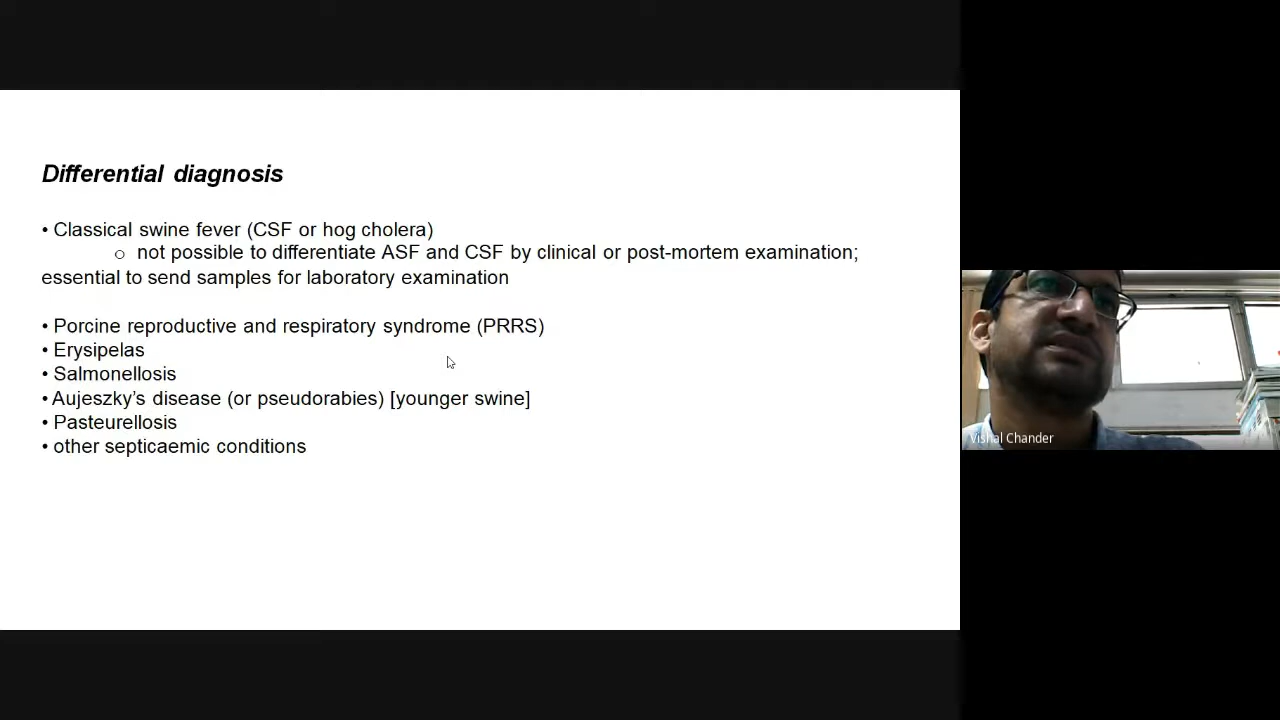 Differential diagnosis
• Classical swine fever (CSF or hog cholera)
o not possible to differentiate ASF and CSF by clinical or post-mortem examination;
essential to send samples for laboratory examination
• Porcine reproductive and respiratory syndrome (PRRS)
• Erysipelas
• Salmonellosis
• Aujeszky’s disease (or pseudorabies) [younger swine]
• Pasteurellosis
• other septicaemic conditions
Vishal Chander